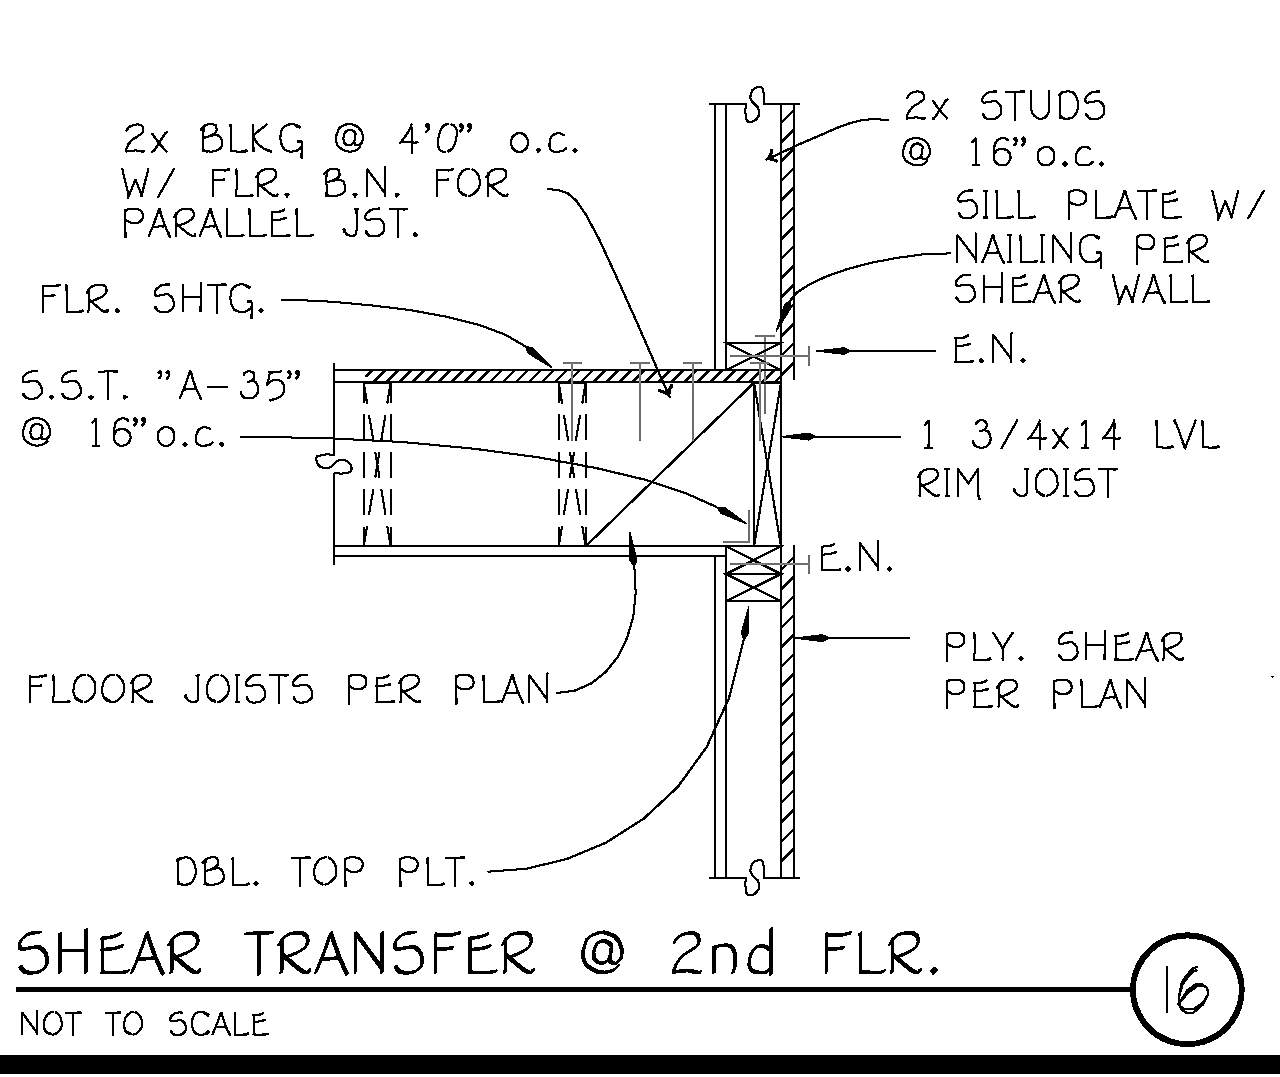 2x BLKG @ 4'0" o.c.
W/ FLR. B.N. FOR
PARALLEL JST.
2x STUDS
@ 16"o.c.
SILL PLATE W/
NAILING PER
SHEAR WALL
FLR. SHTG.
E.N.
S.S.T. "A-35"
@ 16"o.c.
1 3/4x14 LVL
RIM JOIST
E.N.
FLOOR JOISTS PER PLAN
PLY. SHEAR
PER PLAN
DBL. TOP PLT.
SHEAR TRANSFER @ 2nd FLR.
16
NOT TO SCALE